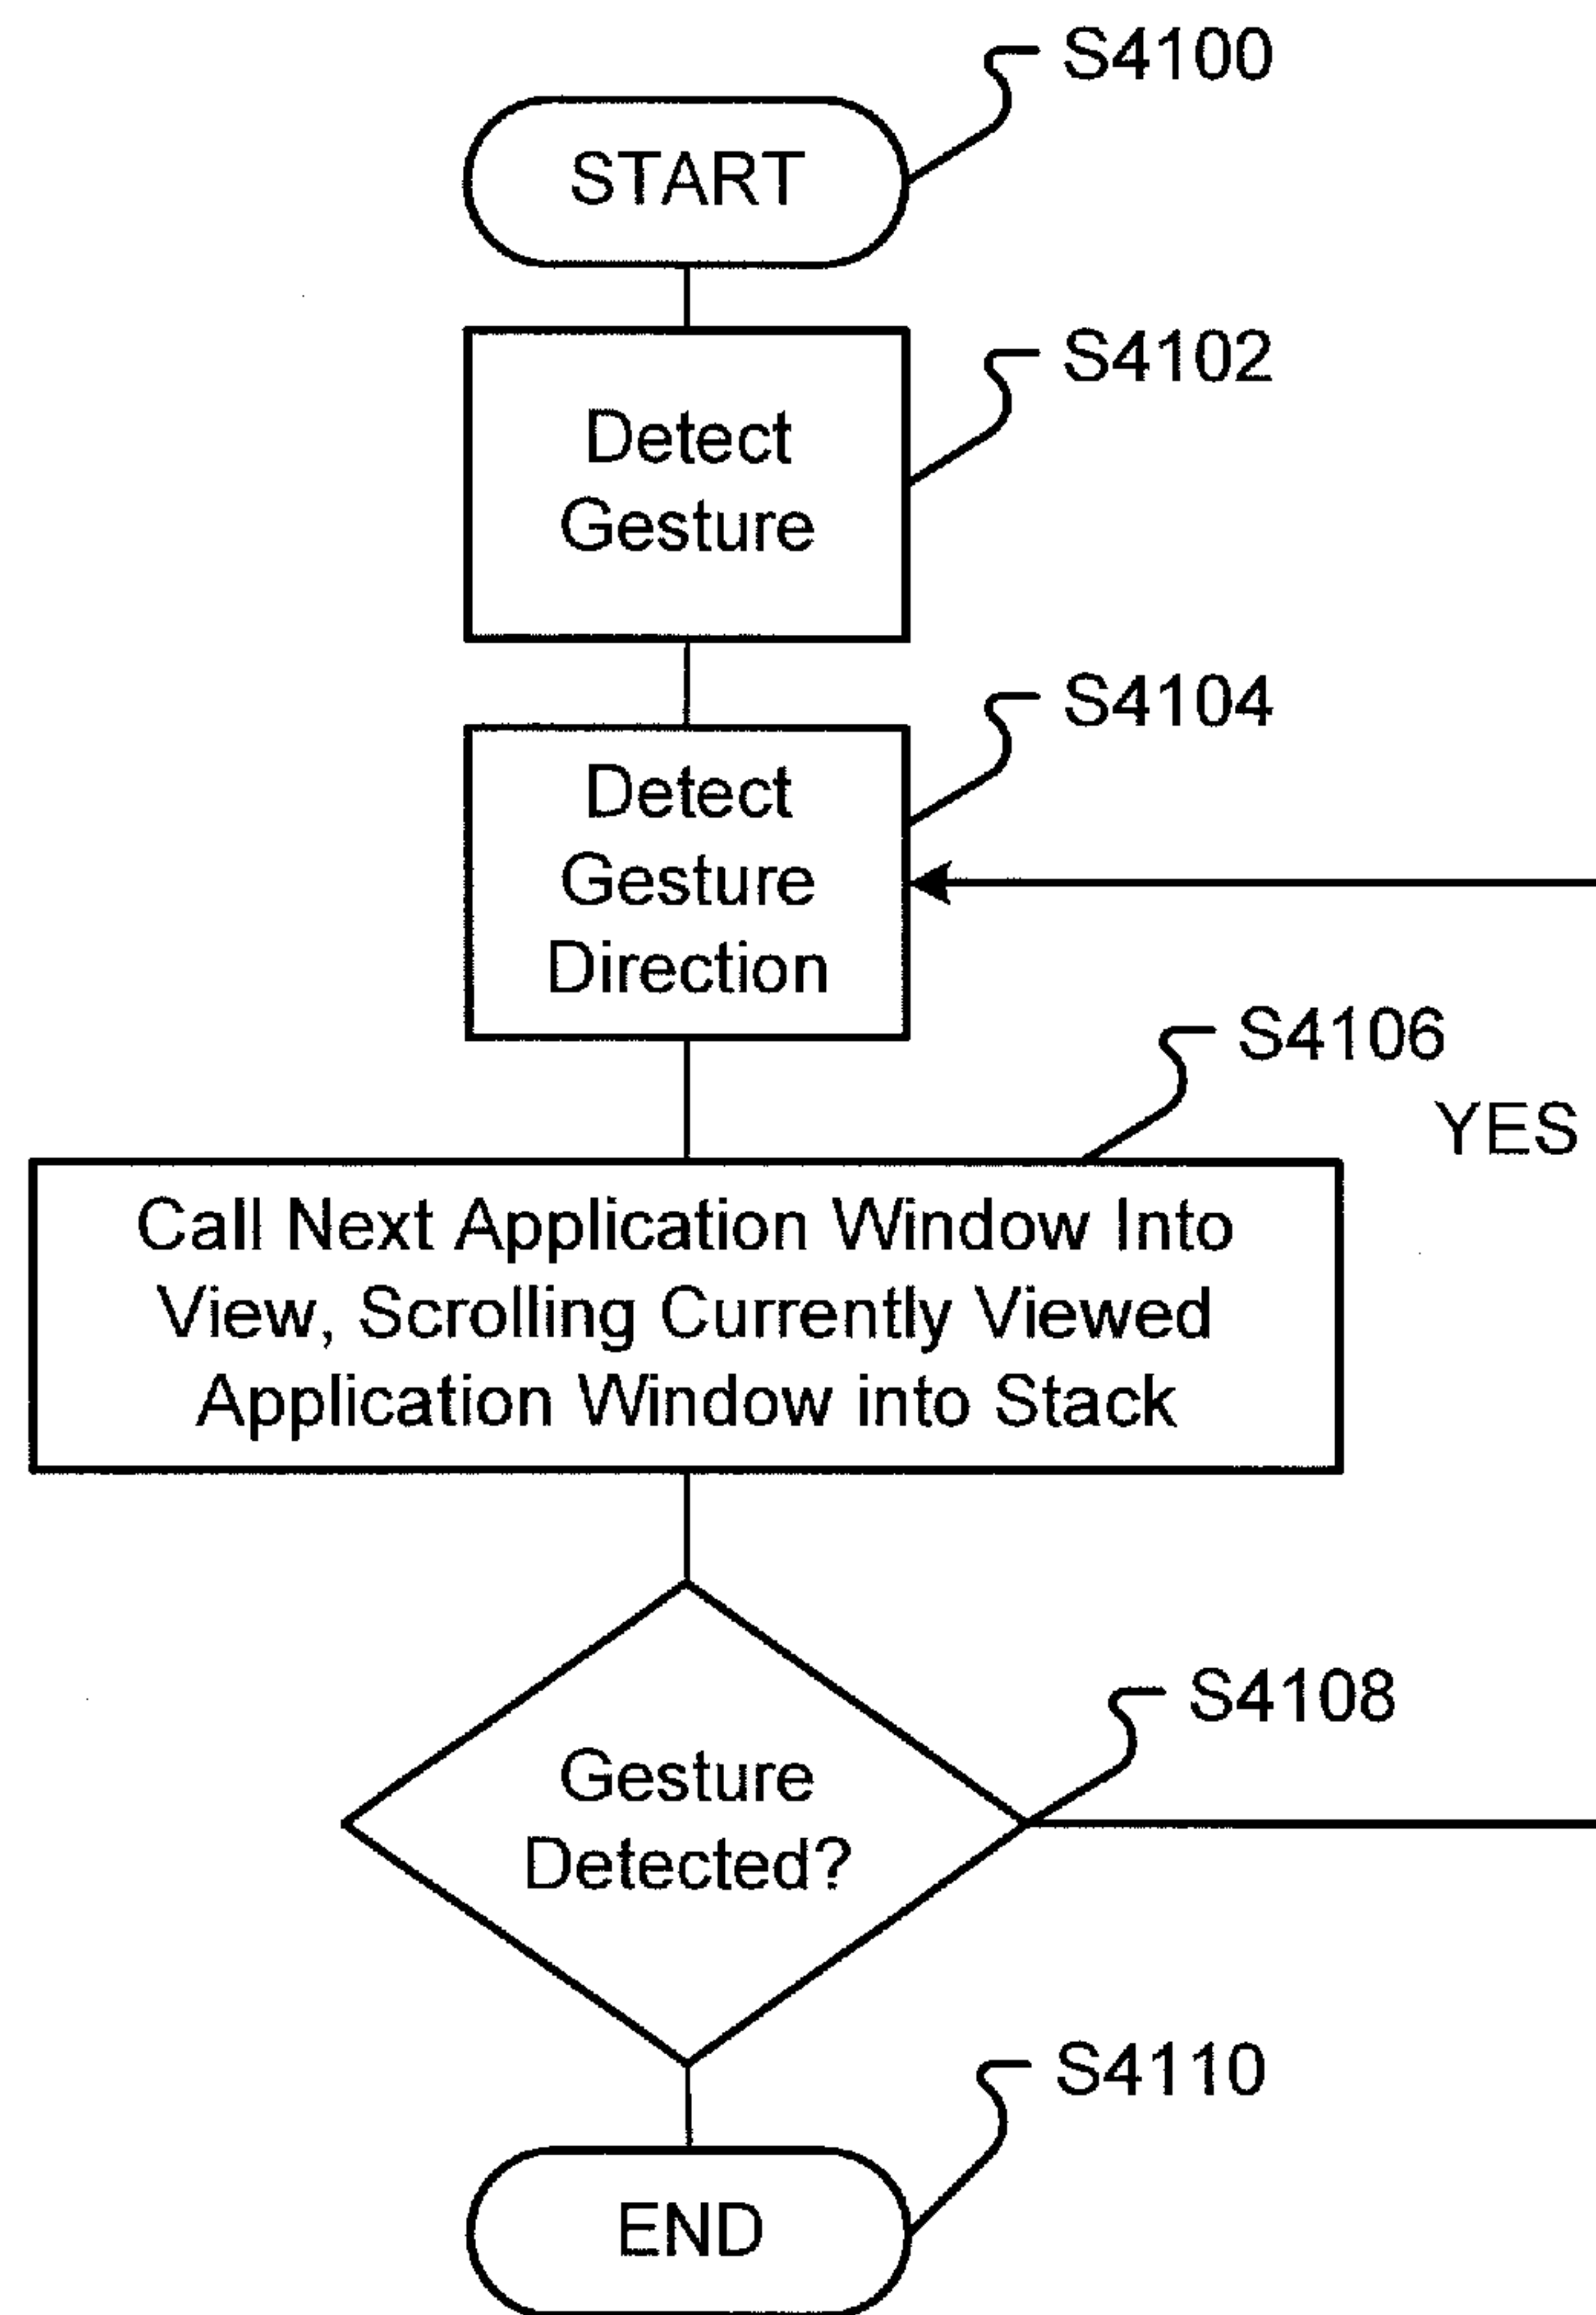 S4100
START
S4102
Detect
Gesture
S4104
Detect
Gesture
Direction
S4106
YES
Call Next Application Window Into
View, Scrolling Currently Viewed
Application Window into Stack
S4108
Gesture
Detected?
S4110
END